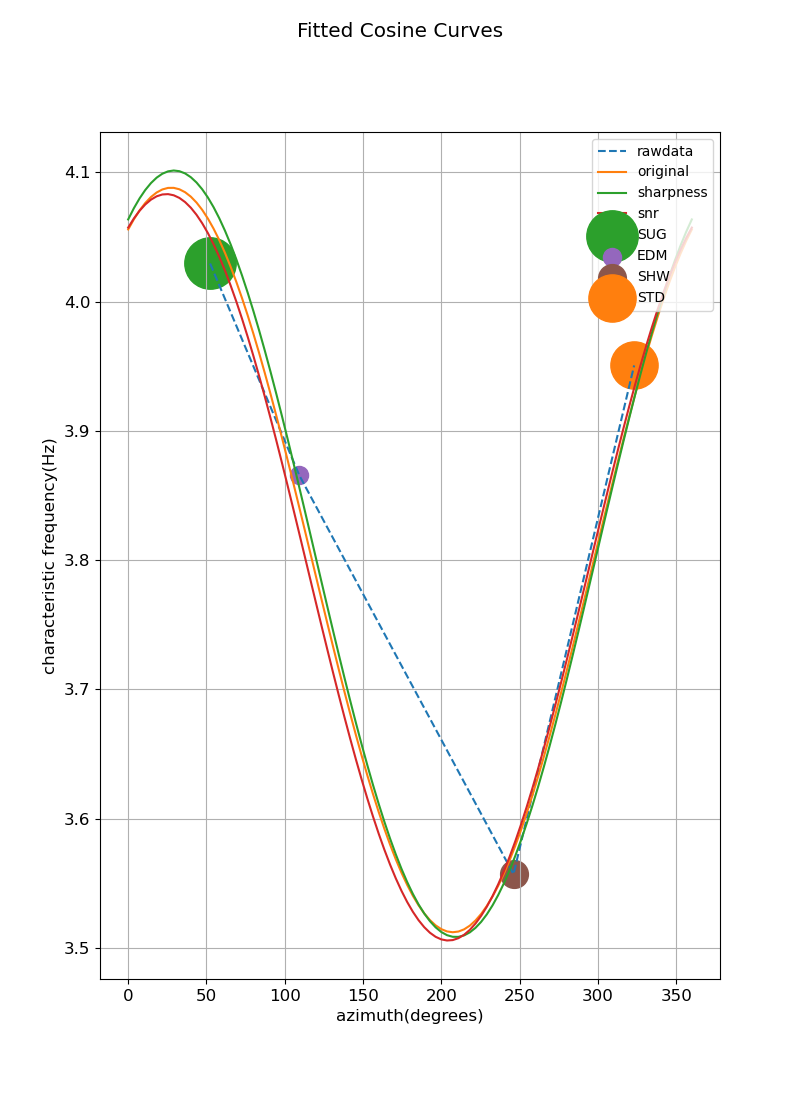 Fitted Cosine Curves
rawdata
original
sharpness
snr
SUG
EDM
SHW
STD
4.1
4.0
3.9
3.8
3.7
3.6
3.5
characteristic frequency(Hz)
0 50 100 150 200 250 300 350
azimuth(degrees)